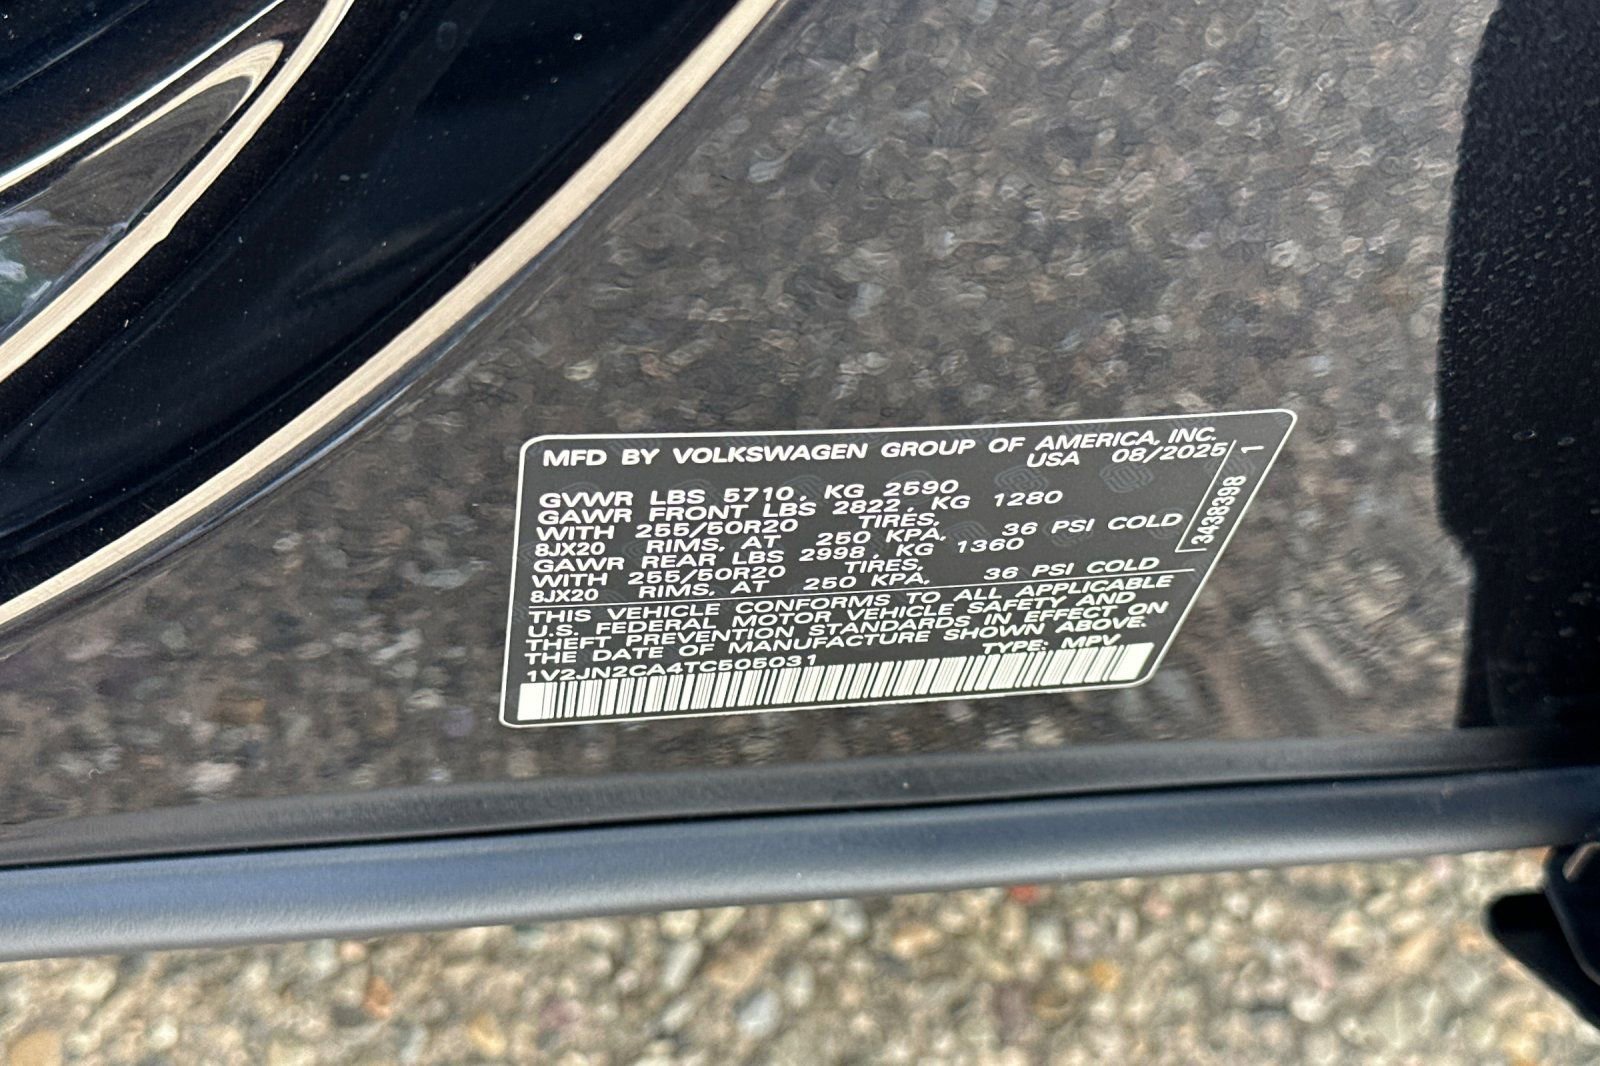 MFD BY VOLKSWAGEN GROUP OF AMERICA, INC.
USA 08/2025
GVWR LBS 5710, KG 2590
GAWR FRONT LBS 2822, KG 1280
WITH 255/50R20 TIRES,
8JX20 RIMS, AT 250 KPA, 36 PSI COLD
GAWR REAR LBS 2998, KG 1360
WITH 255/50R20 TIRES,
8JX20 RIMS, AT 250 KPA, 36 PSI COLD
THIS VEHICLE CONFORMS TO ALL APPLICABLE
U.S. FEDERAL MOTOR VEHICLE SAFETY AND
THEFT PREVENTION STANDARDS IN EFFECT ON
THE DATE OF MANUFACTURE SHOWN ABOVE.
1V2JN2CA4TC505031 TYPE: MPV
3438398 1